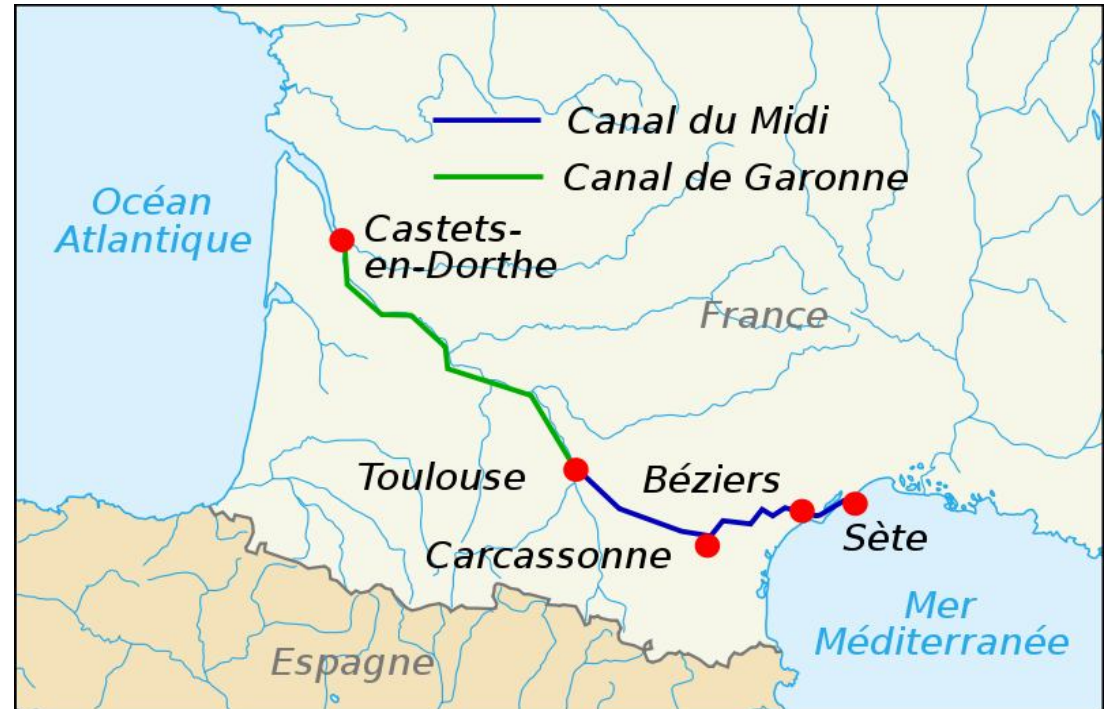 Canal du Midi
Canal de Garonne
Océan
Atlantique
Castets-
en-Dorthe
France
Toulouse
Béziers
Carcassonne
Sète
Mer
Méditerranée
Espagne